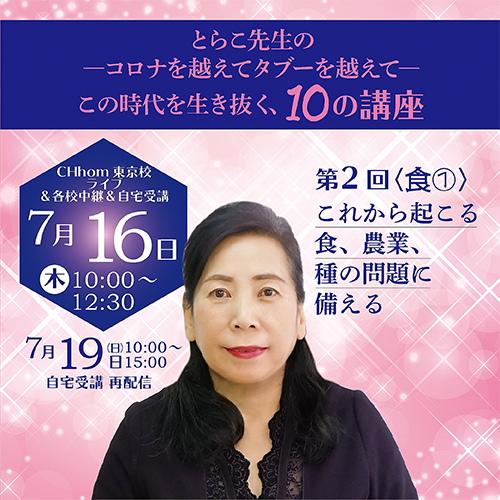 とらこ先生の
―コロナを越えてタブーを越えて―
この時代を生き抜く、10の講座
CHhom 東京校
ライブ
&各校中継&自宅受講
7月16日
木10:00～
12:30
7月19日(日)10:00～
15:00
自宅受講 再配信
第2回〈食①〉
これから起こる
食、農業、
種の問題に
備える